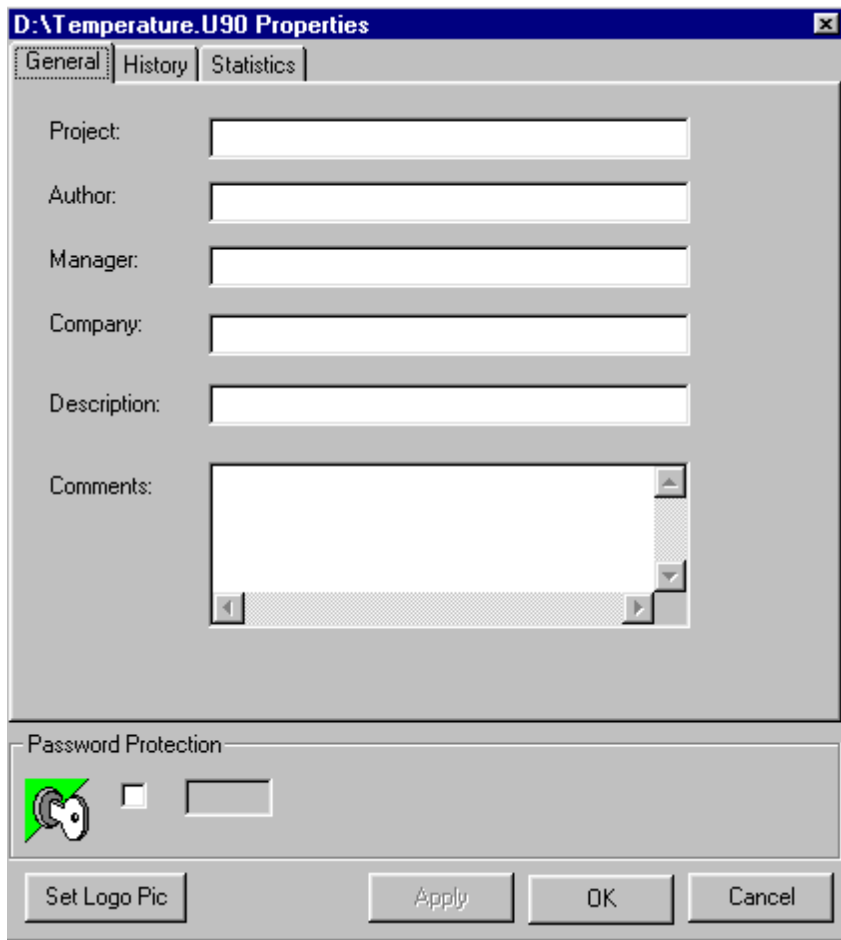 D:\Temperature.U90 Properties
General History Statistics
Project:
Author:
Manager:
Company:
Description:
Comments:
Password Protection
Set Logo Pic Apply OK Cancel